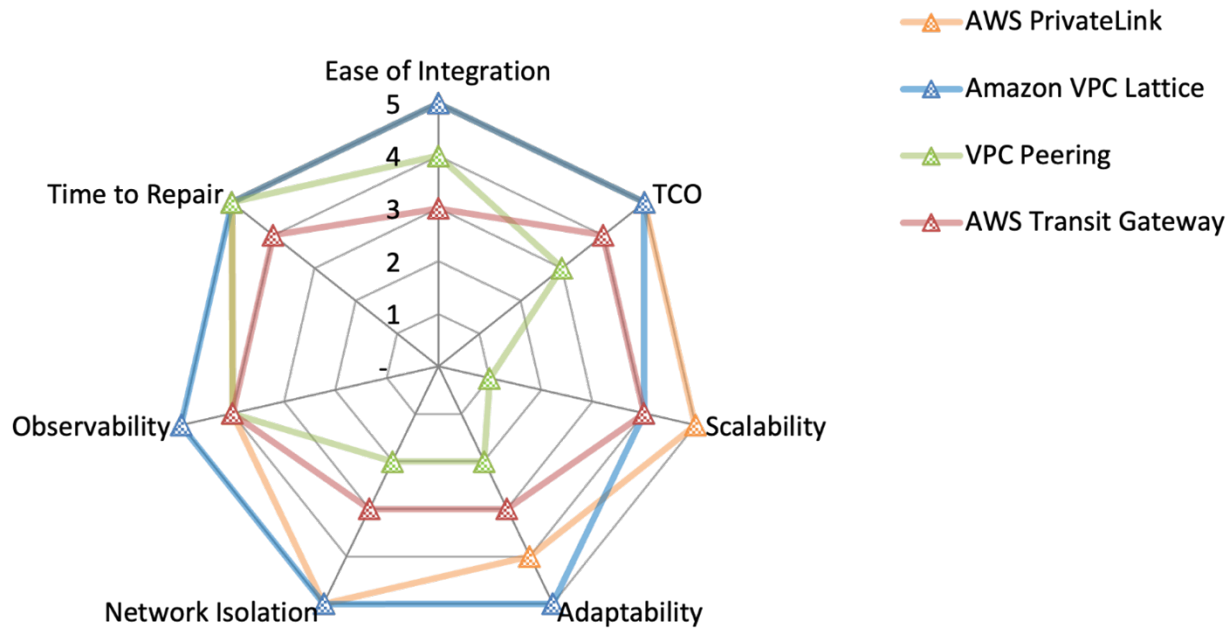 AWS PrivateLink
Amazon VPC Lattice
VPC Peering
AWS Transit Gateway
Ease of Integration
5
4
3
2
1
-
Time to Repair
TCO
Observability
Scalability
Network Isolation
Adaptability